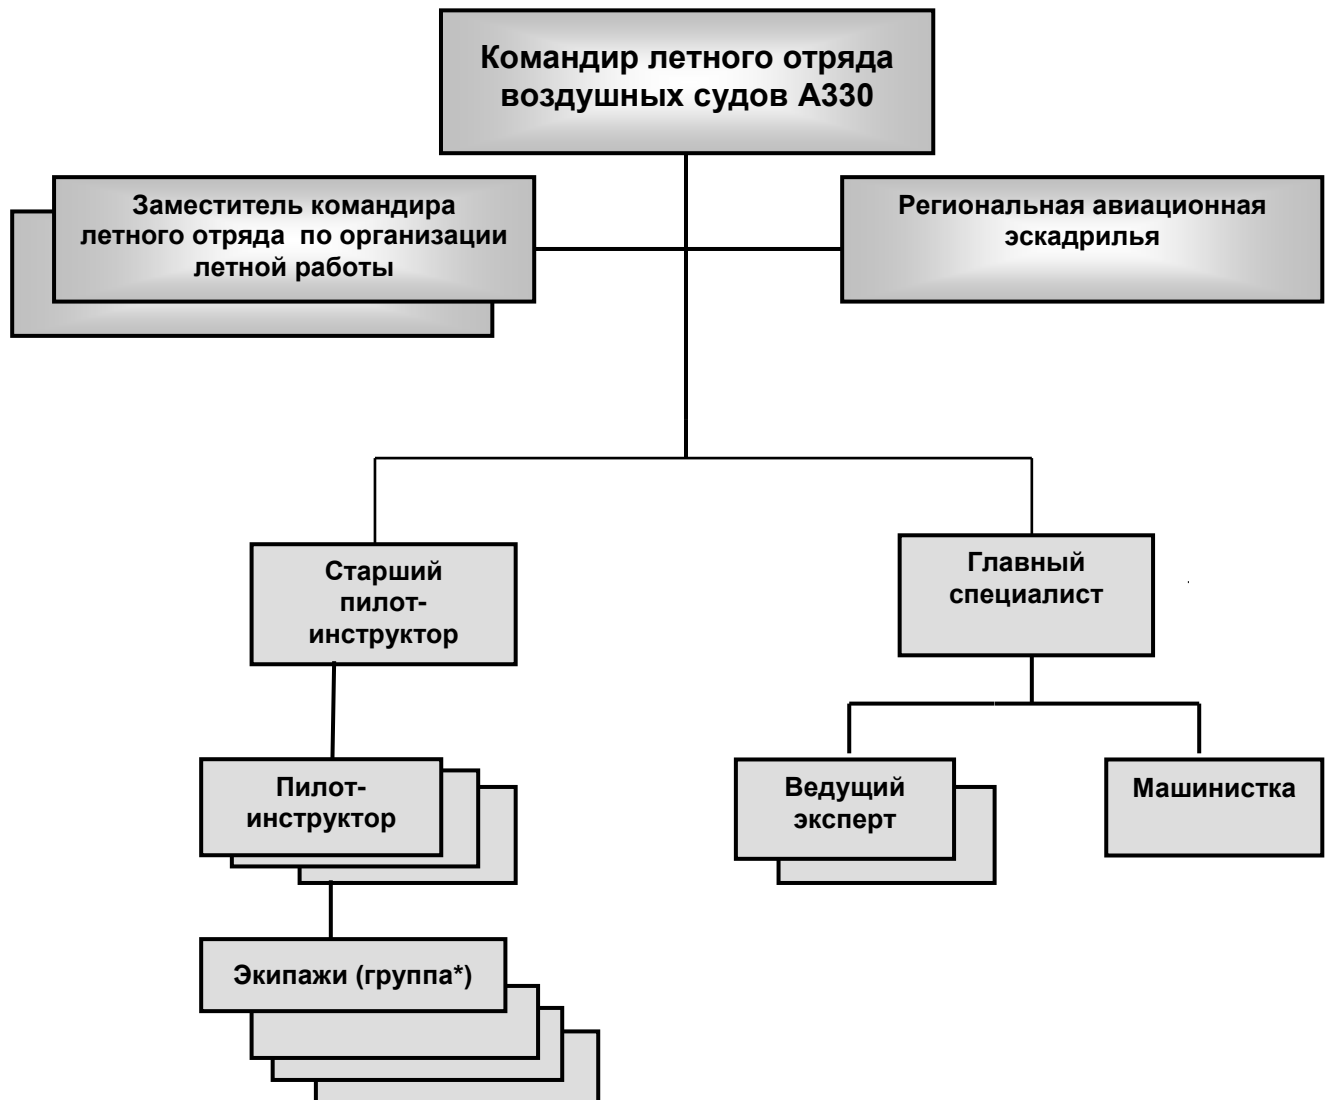 Командир летного отряда
воздушных судов А330
Заместитель командира
летного отряда по организации
летной работы
Региональная авиационная
эскадрилья
Старший
пилот-
инструктор
Главный
специалист
Пилот-
инструктор
Ведущий
эксперт
Машинистка
Экипажи (группа*)